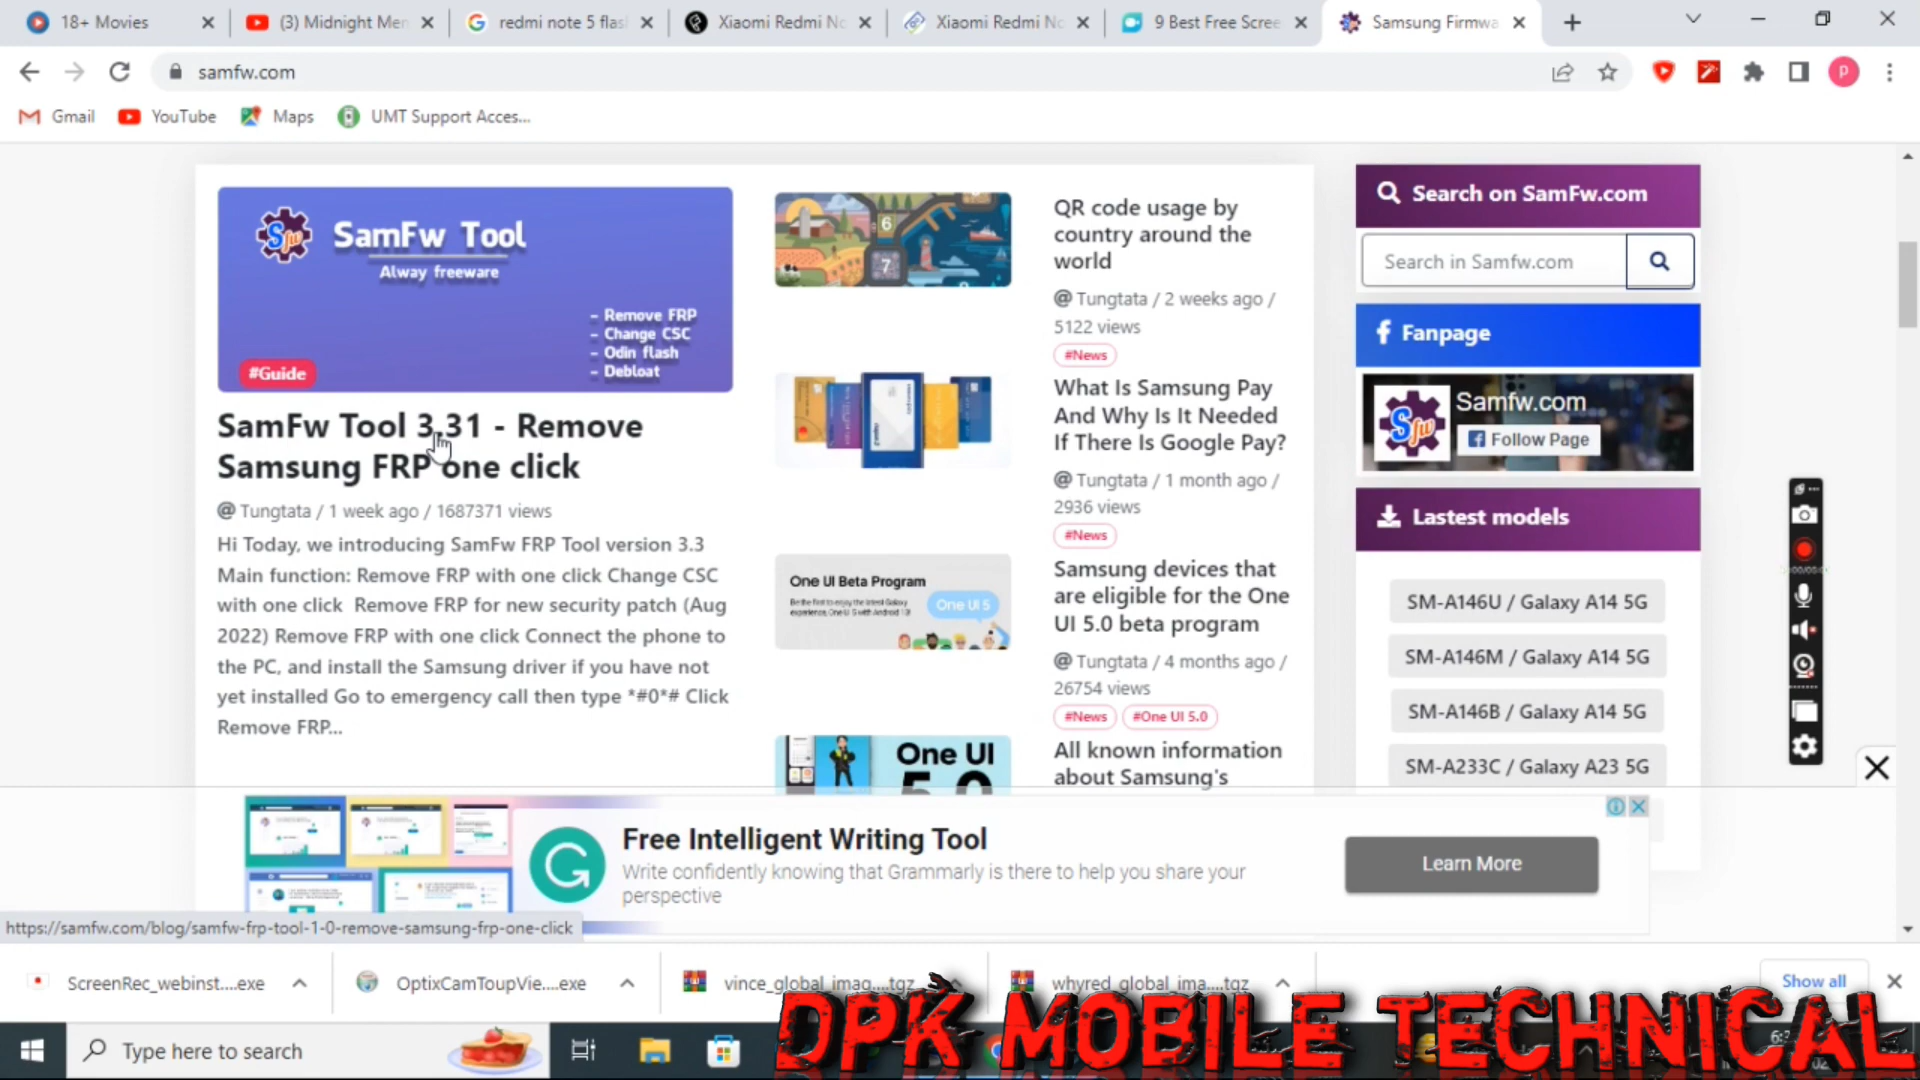 18+ Movies
(3) Midnight Mer
redmi note 5 flas
Xiaomi Redmi No
Xiaomi Redmi No
9 Best Free Scree
Samsung Firmwa
samfw.com
P
Gmail
YouTube
Maps
UMT Support Acces...
Sfw
SamFw Tool
Alway freeware
- Remove FRP
- Change CSC
- Odin flash
- Debloat
#Guide
SamFw Tool 3.31 - Remove
Samsung FRP one click
@ Tungtata / 1 week ago / 1687371 views
Hi Today, we introducing SamFw FRP Tool version 3.3
Main function: Remove FRP with one click Change CSC
with one click Remove FRP for new security patch (Aug
2022) Remove FRP with one click Connect the phone to
the PC, and install the Samsung driver if you have not
yet installed Go to emergency call then type *#0*# Click
Remove FRP...
6
7
QR code usage by
country around the
world
@ Tungtata / 2 weeks ago /
5122 views
#News
What Is Samsung Pay
And Why Is It Needed
If There Is Google Pay?
@ Tungtata / 1 month ago /
2936 views
#News
One UI Beta Program
One UI 5
Samsung devices that
are eligible for the One
UI 5.0 beta program
@ Tungtata / 4 months ago /
26754 views
#News
#One UI 5.0
One UI
5.0
All known information
about Samsung's
Search on SamFw.com
Search in Samfw.com
Fanpage
Sfw
Samfw.com
Follow Page
Lastest models
SM-A146U / Galaxy A14 5G
SM-A146M / Galaxy A14 5G
SM-A146B / Galaxy A14 5G
SM-A233C / Galaxy A23 5G
Free Intelligent Writing Tool
Write confidently knowing that Grammarly is there to help you share your
perspective
Learn More
https://samfw.com/blog/samfw-frp-tool-1-0-remove-samsung-frp-one-click
ScreenRec_webinst....exe
OptixCamToupVie....exe
vince_global_imag....tgz
whyred_global_ima....tgz
Show all
Type here to search
DPK MOBILE TECHNICAL